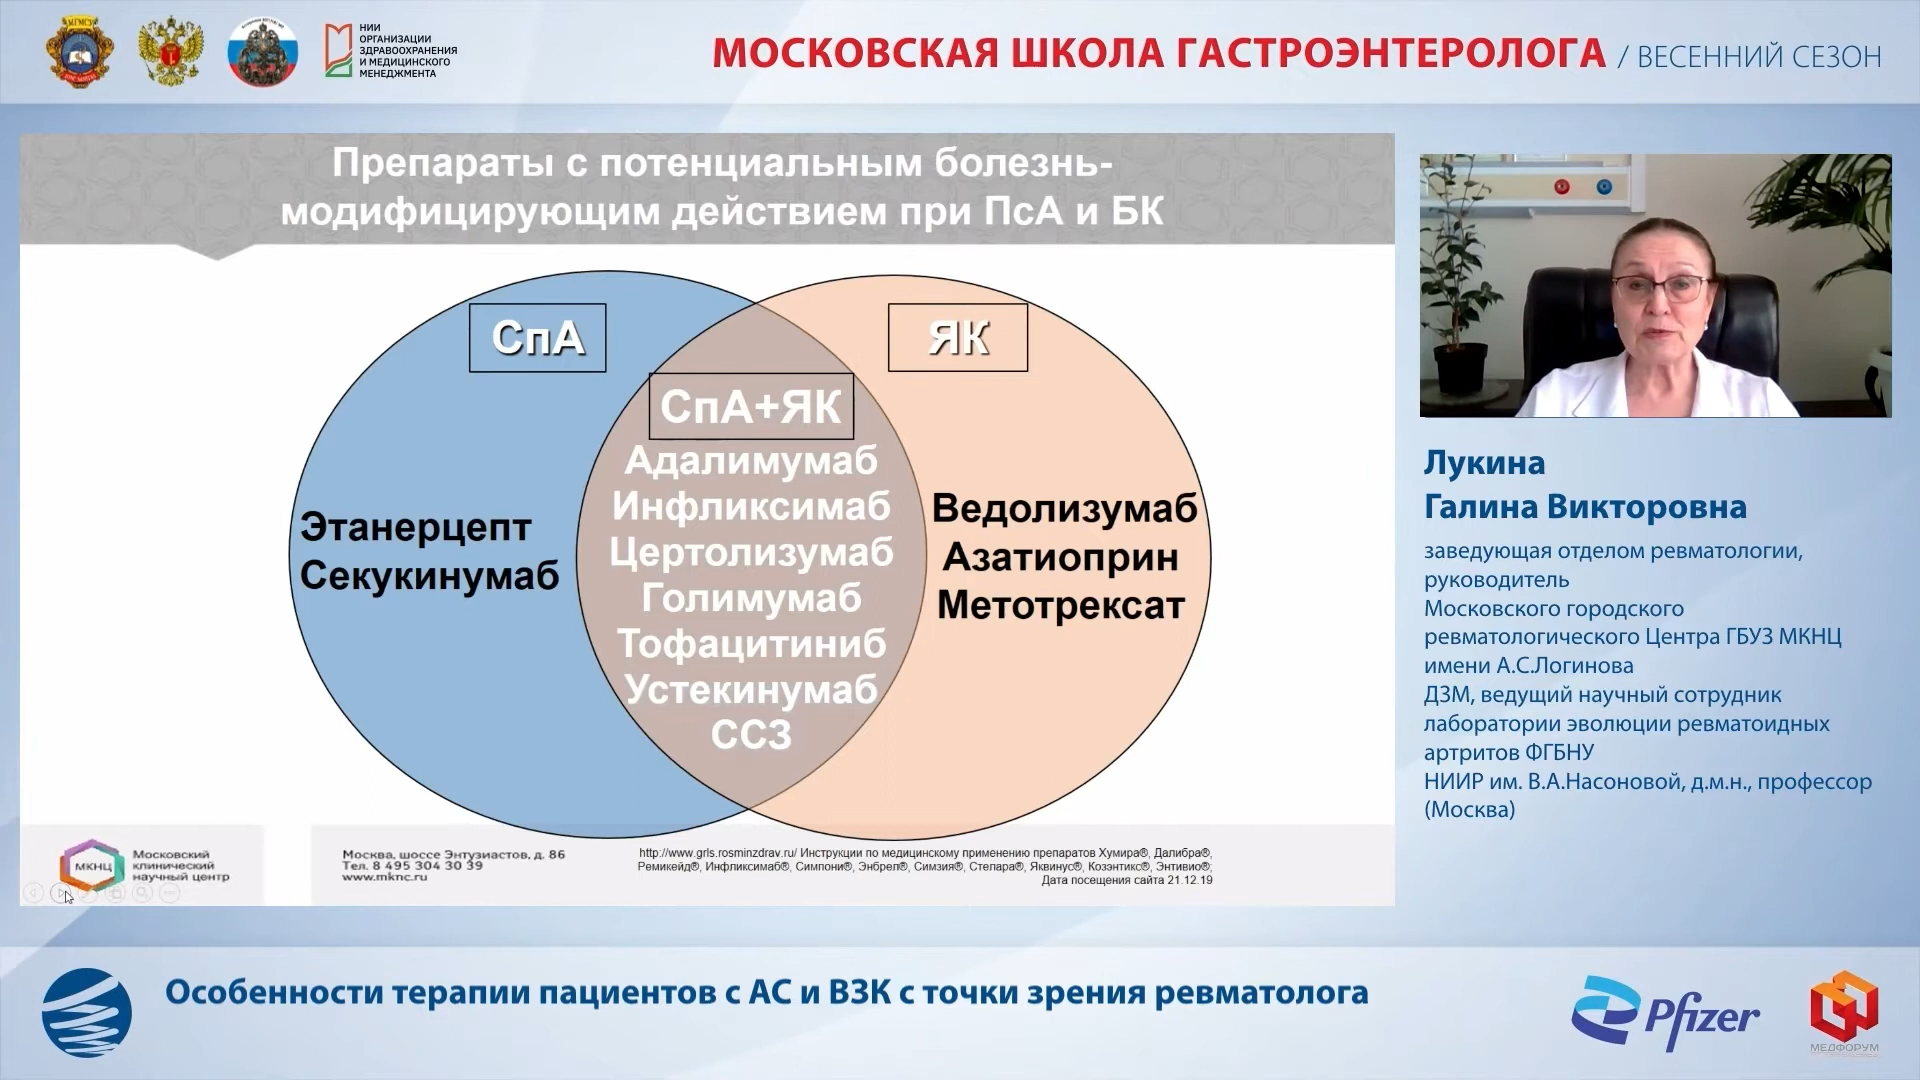 НИИ
ОРГАНИЗАЦИИ
ЗДРАВООХРАНЕНИЯ
И МЕДИЦИНСКОГО
МЕНЕДЖМЕНТА
МОСКОВСКАЯ ШКОЛА ГАСТРОЭНТЕРОЛОГА / ВЕСЕННИЙ СЕЗОН
Препараты с потенциальным болезнь-
модифицирующим действием при ПсА и БК
СпА
ЯК
СпА+ЯК
Адалимумаб
Инфликсимаб
Цертолизумаб
Голимумаб
Тофацитиниб
Устекинумаб
ССЗ
Этанерцепт
Секукинумаб
Ведолизумаб
Азатиоприн
Метотрексат
МКНЦ
Московский
клинический
научный центр
Москва, шоссе Энтузиастов, д. 86
Тел. 8 495 304 30 39
www.mknc.ru
http://www.grls.rosminzdrav.ru/ Инструкции по медицинскому применению препаратов Хумира®, Далибра®,
Ремикейд®, Инфликсимаб®, Симпони®, Энбрел®, Симзия®, Стелара®, Яквинус®, Козэнтикс®, Энтивио®;
Дата посещения сайта 21.12.19
Лукина
Галина Викторовна
заведующая отделом ревматологии,
руководитель
Московского городского
ревматологического Центра ГБУЗ МКНЦ
имени А.С.Логинова
ДЗМ, ведущий научный сотрудник
лаборатории эволюции ревматоидных
артритов ФГБНУ
НИИР им. В.А.Насоновой, д.м.н., профессор
(Москва)
Особенности терапии пациентов с АС и ВЗК с точки зрения ревматолога
Pfizer
МЕДФОРУМ